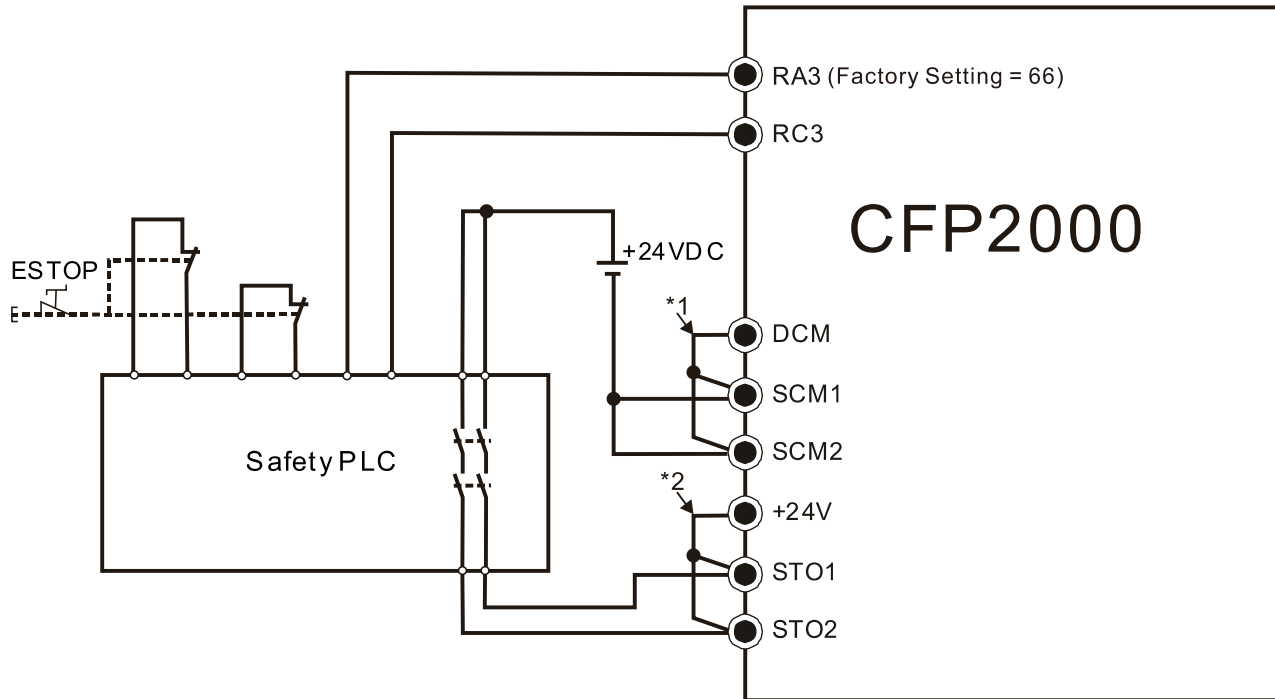 RA3 (Factory Setting = 66)
RC3
CFP2000
+24VDC
ESTOP
*1
DCM
SCM1
Safety PLC
SCM2
*2
+24V
STO1
STO2